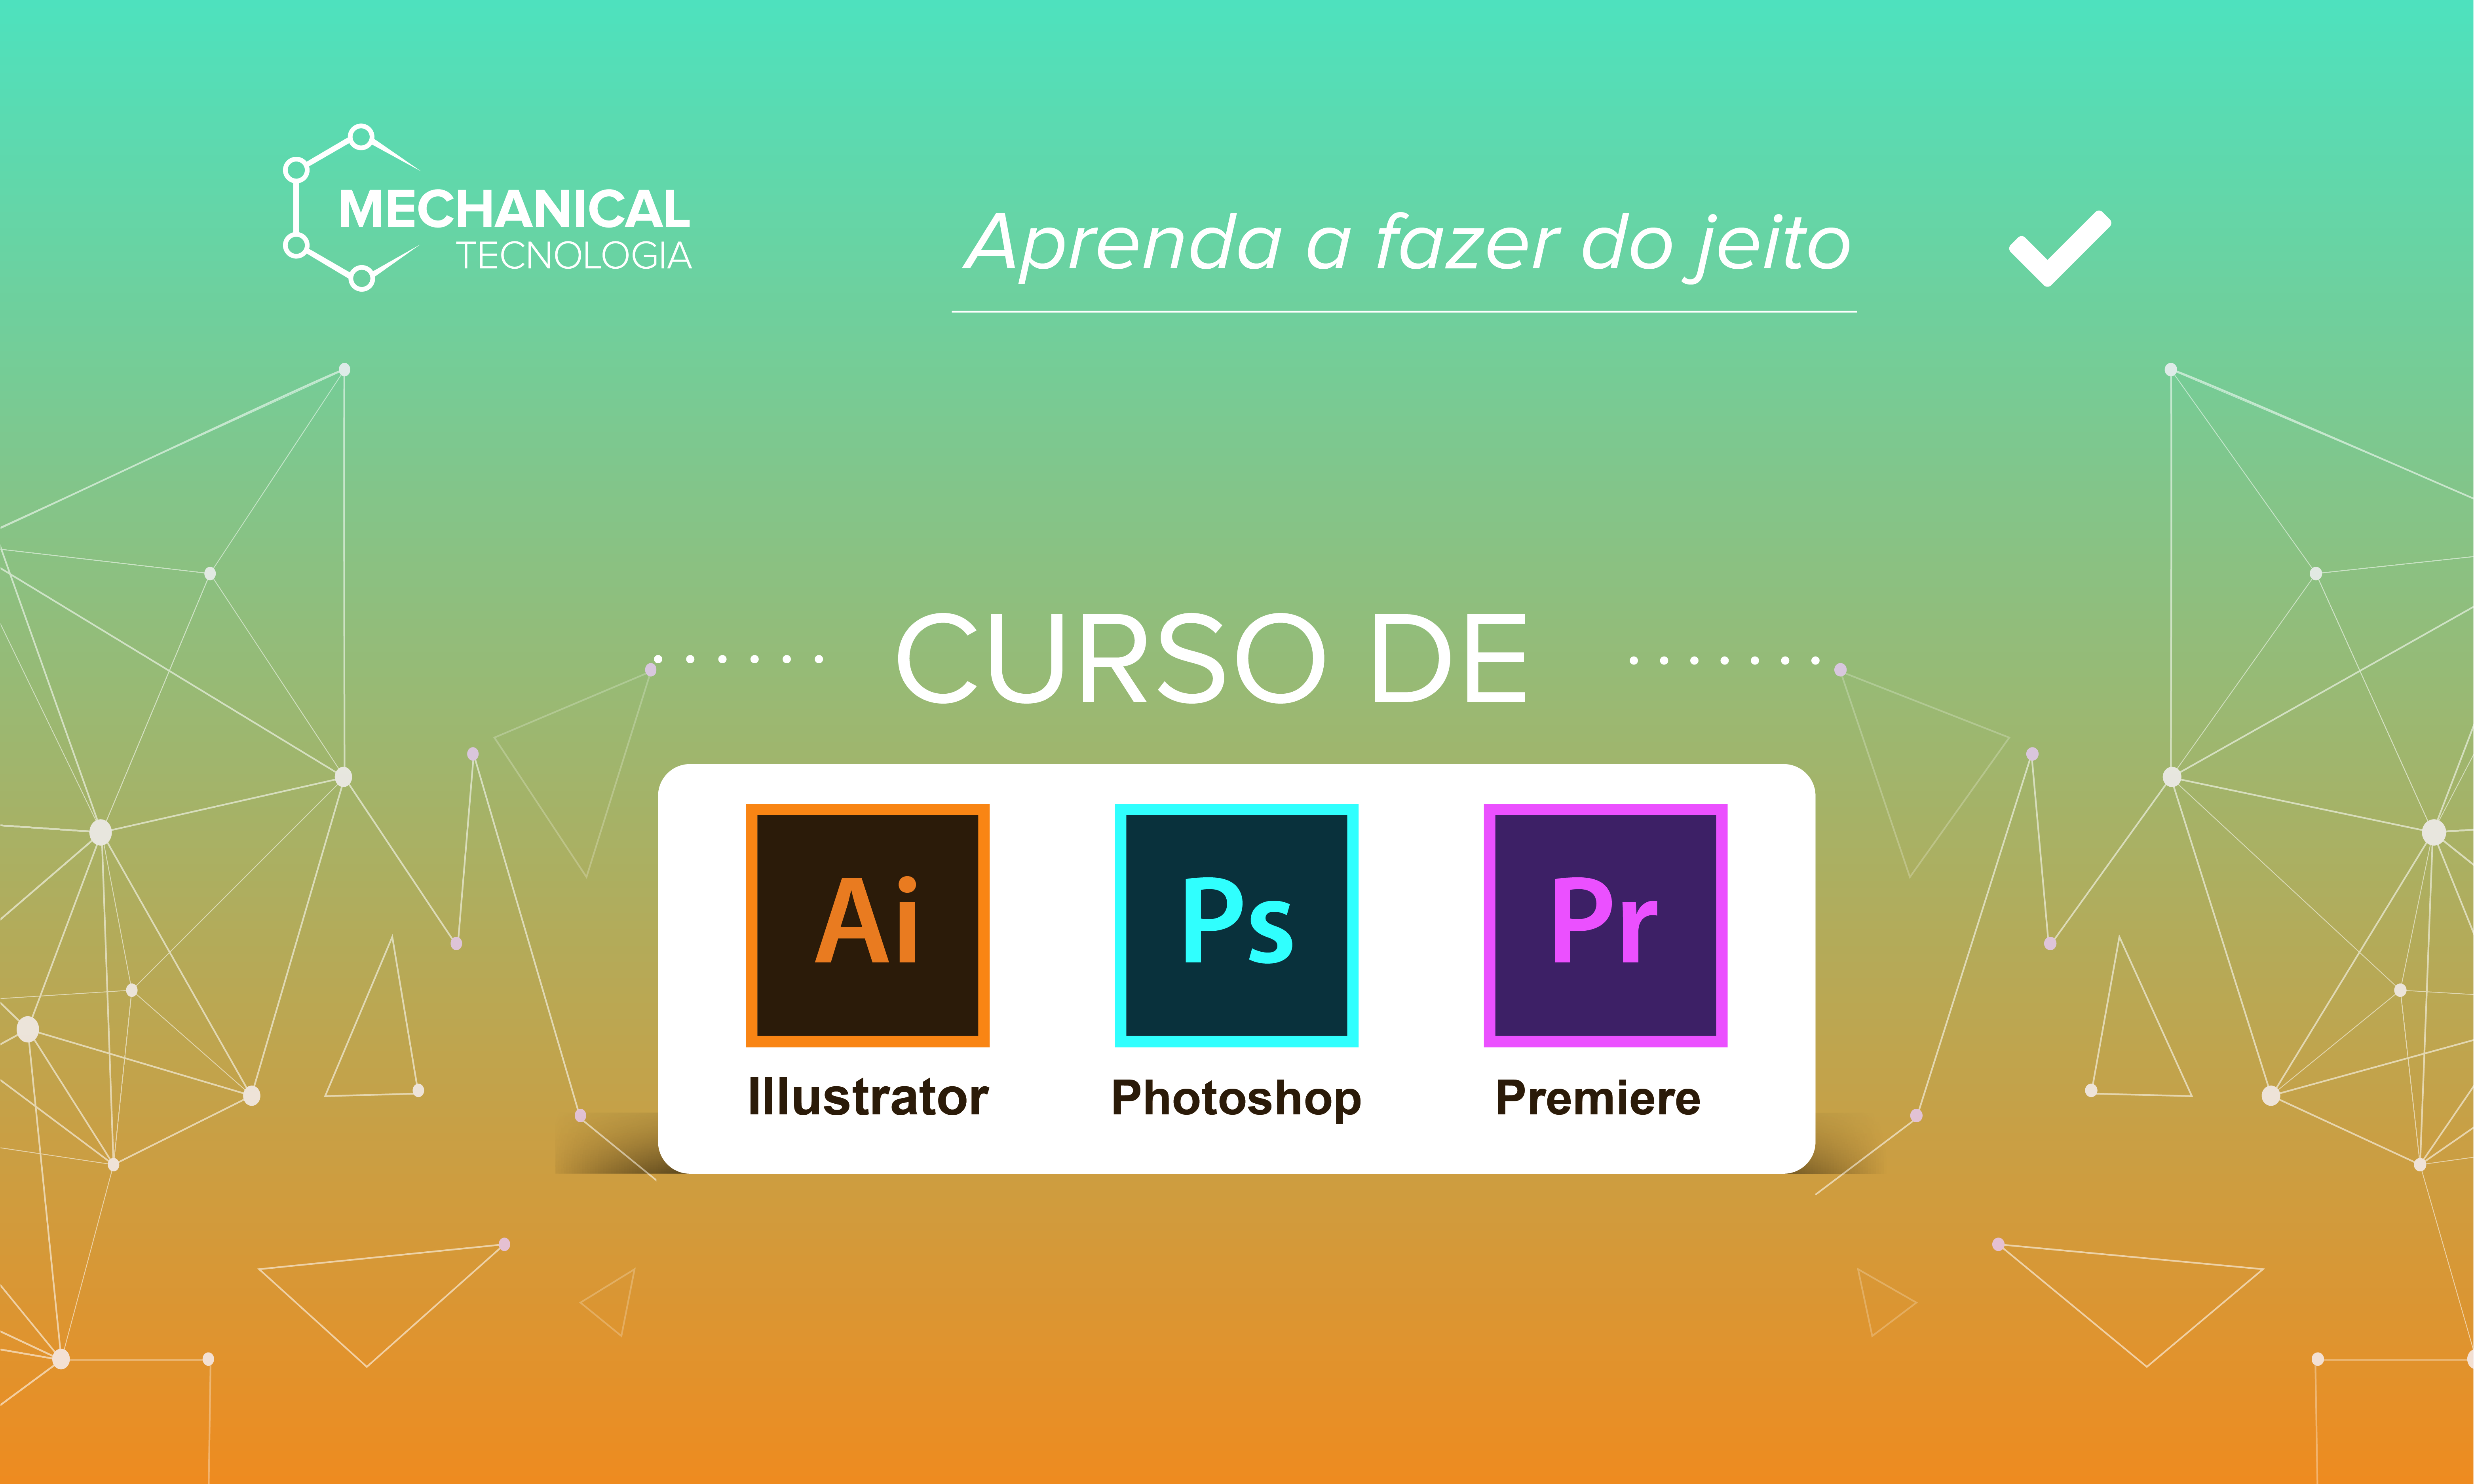 MECHANICAL
TECNOLOGIA
Aprenda a fazer do jeito
CURSO DE
Ai Ps Pr
Illustrator Photoshop Premiere